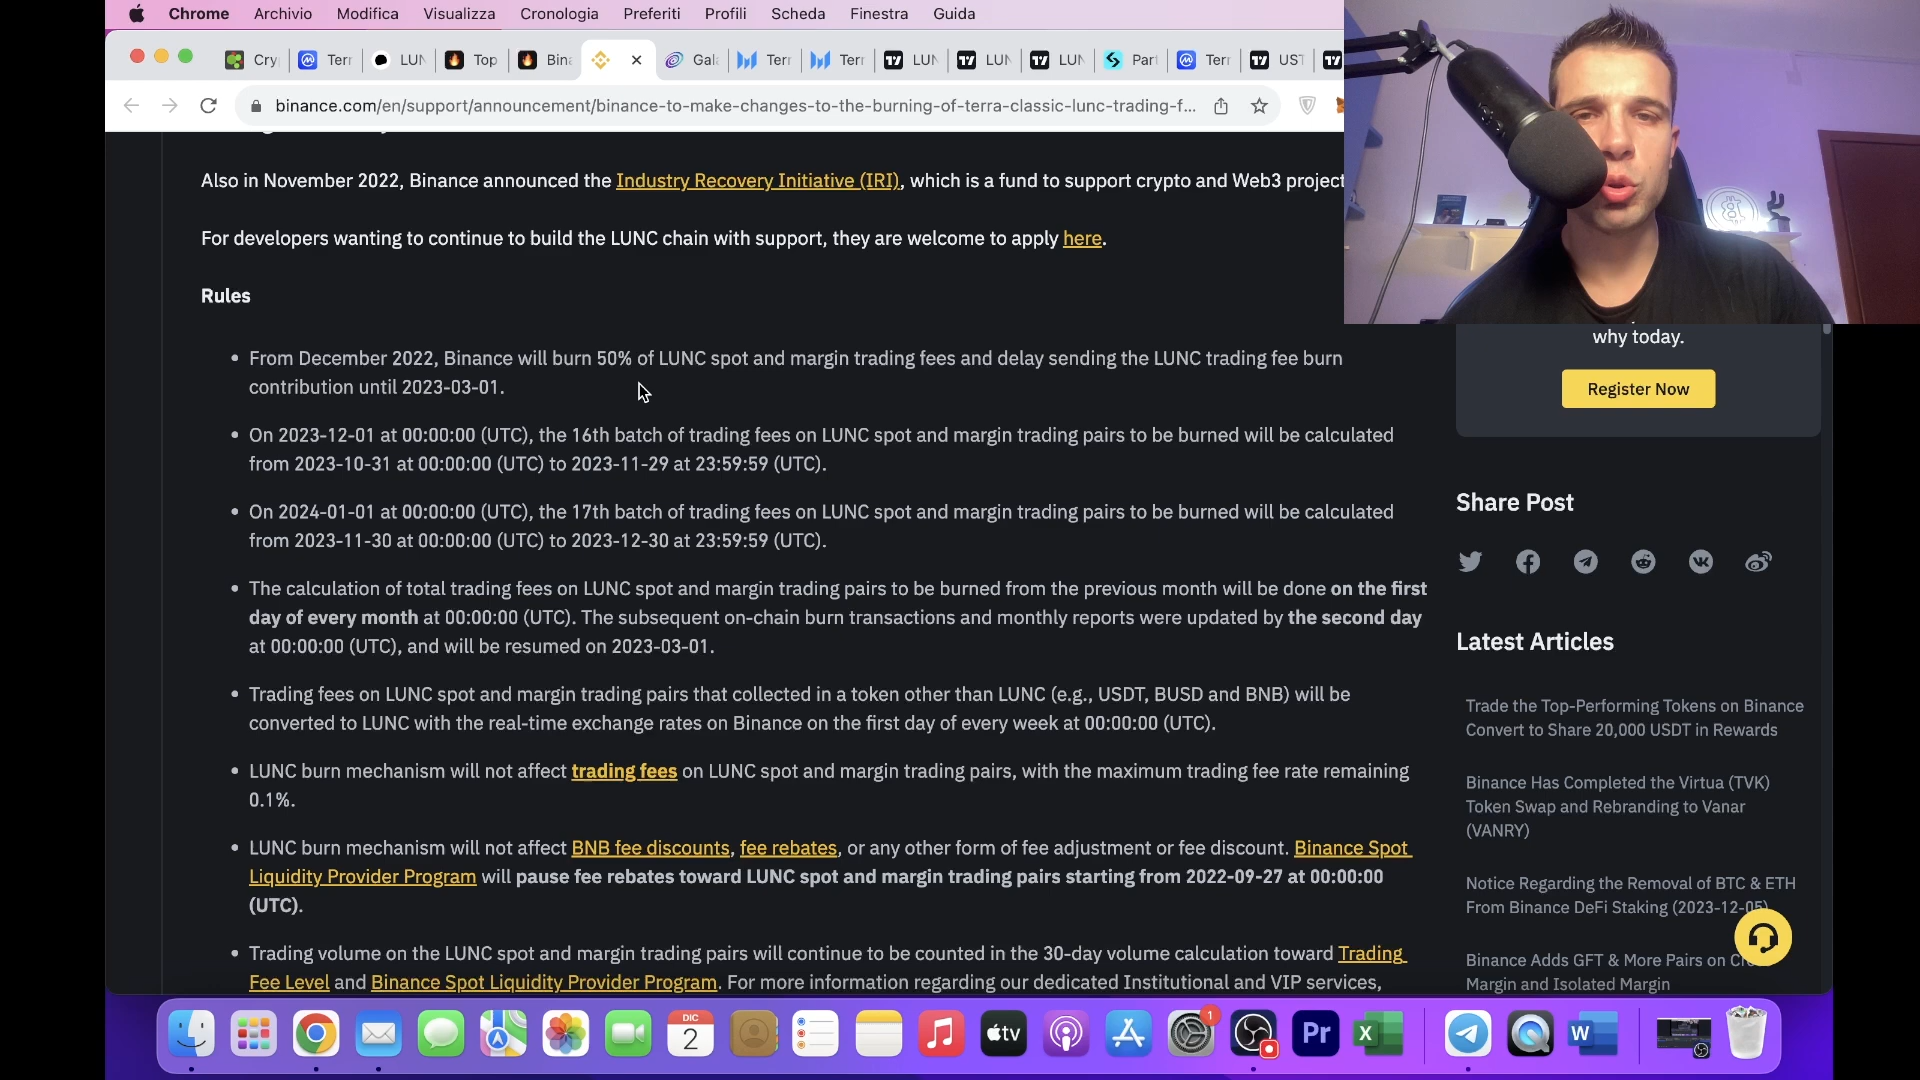 Chrome Archivio Modifica Visualizza Cronologia Preferiti Profili Scheda Finestra Guida
Cry Terr LUN Top Bina Gala Terr Terr LUN LUN LUN Part Terr UST
binance.com/en/support/announcement/binance-to-make-changes-to-the-burning-of-terra-classic-lunc-trading-f...
Also in November 2022, Binance announced the Industry Recovery Initiative (IRI), which is a fund to support crypto and Web3 project
For developers wanting to continue to build the LUNC chain with support, they are welcome to apply here.
Rules
• From December 2022, Binance will burn 50% of LUNC spot and margin trading fees and delay sending the LUNC trading fee burn
contribution until 2023-03-01.
• On 2023-12-01 at 00:00:00 (UTC), the 16th batch of trading fees on LUNC spot and margin trading pairs to be burned will be calculated
from 2023-10-31 at 00:00:00 (UTC) to 2023-11-29 at 23:59:59 (UTC).
• On 2024-01-01 at 00:00:00 (UTC), the 17th batch of trading fees on LUNC spot and margin trading pairs to be burned will be calculated
from 2023-11-30 at 00:00:00 (UTC) to 2023-12-30 at 23:59:59 (UTC).
• The calculation of total trading fees on LUNC spot and margin trading pairs to be burned from the previous month will be done on the first
day of every month at 00:00:00 (UTC). The subsequent on-chain burn transactions and monthly reports were updated by the second day
at 00:00:00 (UTC), and will be resumed on 2023-03-01.
• Trading fees on LUNC spot and margin trading pairs that collected in a token other than LUNC (e.g., USDT, BUSD and BNB) will be
converted to LUNC with the real-time exchange rates on Binance on the first day of every week at 00:00:00 (UTC).
• LUNC burn mechanism will not affect trading fees on LUNC spot and margin trading pairs, with the maximum trading fee rate remaining
0.1%.
• LUNC burn mechanism will not affect BNB fee discounts, fee rebates, or any other form of fee adjustment or fee discount. Binance Spot
Liquidity Provider Program will pause fee rebates toward LUNC spot and margin trading pairs starting from 2022-09-27 at 00:00:00
(UTC).
• Trading volume on the LUNC spot and margin trading pairs will continue to be counted in the 30-day volume calculation toward Trading
Fee Level and Binance Spot Liquidity Provider Program. For more information regarding our dedicated Institutional and VIP services,
why today.
Register Now
Share Post
Latest Articles
Trade the Top-Performing Tokens on Binance
Convert to Share 20,000 USDT in Rewards
Binance Has Completed the Virtua (TVK)
Token Swap and Rebranding to Vanar
(VANRY)
Notice Regarding the Removal of BTC & ETH
From Binance DeFi Staking (2023-12-05)
Binance Adds GFT & More Pairs on
Margin and Isolated Margin
DIC
2
tv
1
Pr
X
W